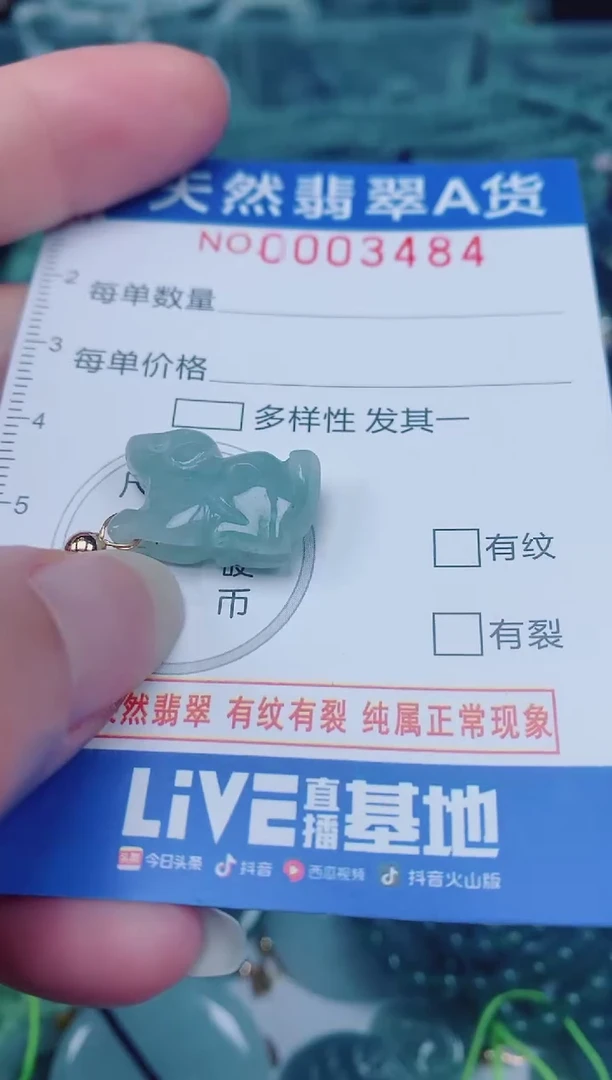 天然翡翠A货
NO0003484
2
每单数量
3
每单价格
4
多样性 发其一
5
有纹
币
有裂
然翡翠 有纹有裂 纯属正常现象
LiVE直播基地
头条 今日头条 抖音 西瓜视频 抖音火山版